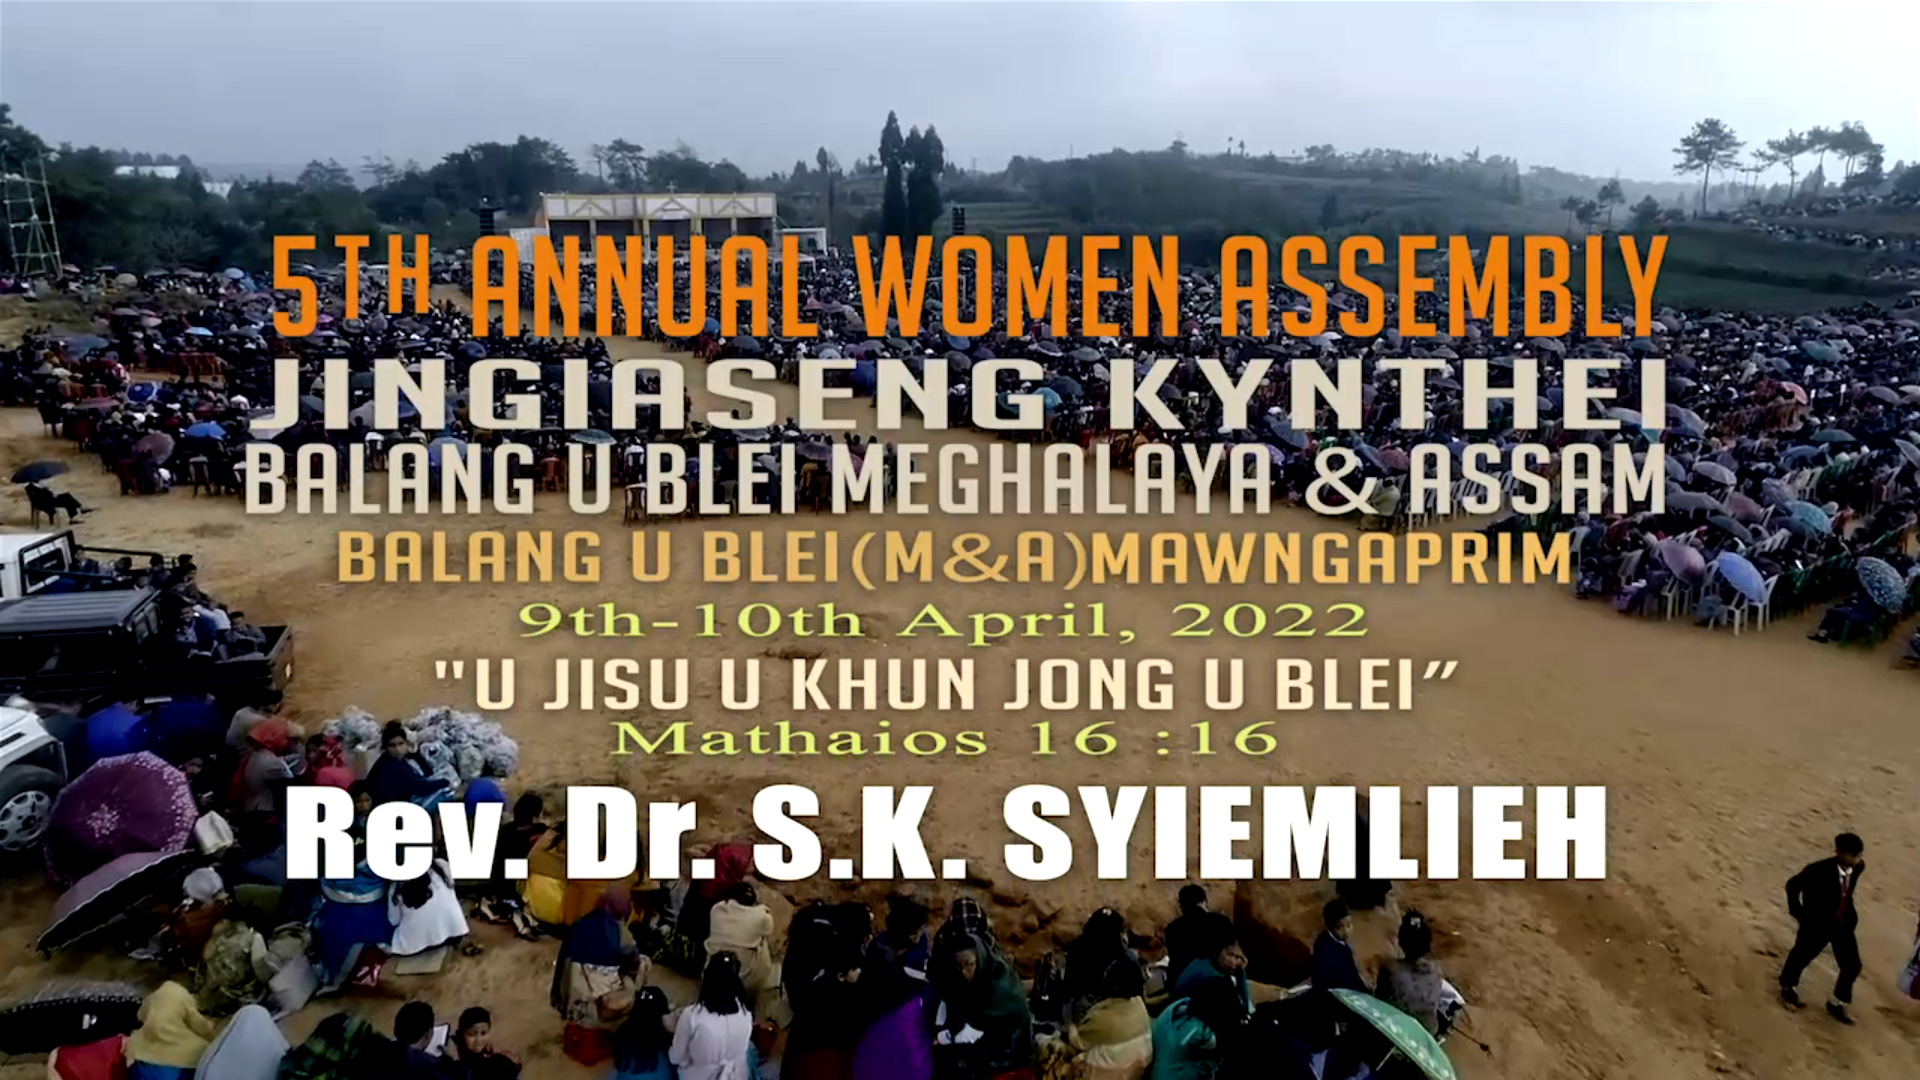 5TH ANNUAL WOMEN ASSEMBLY
JINGIASENG KYNTHEI
BALANG U BLEI MEGHALAYA & ASSAM
BALANG U BLEI(M&A)MAWNGAPRIM
9th-10th April, 2022
"U JISU U KHUN JONG U BLEI”
Mathaios 16 :16
Rev. Dr. S.K. SYIEMLIEH